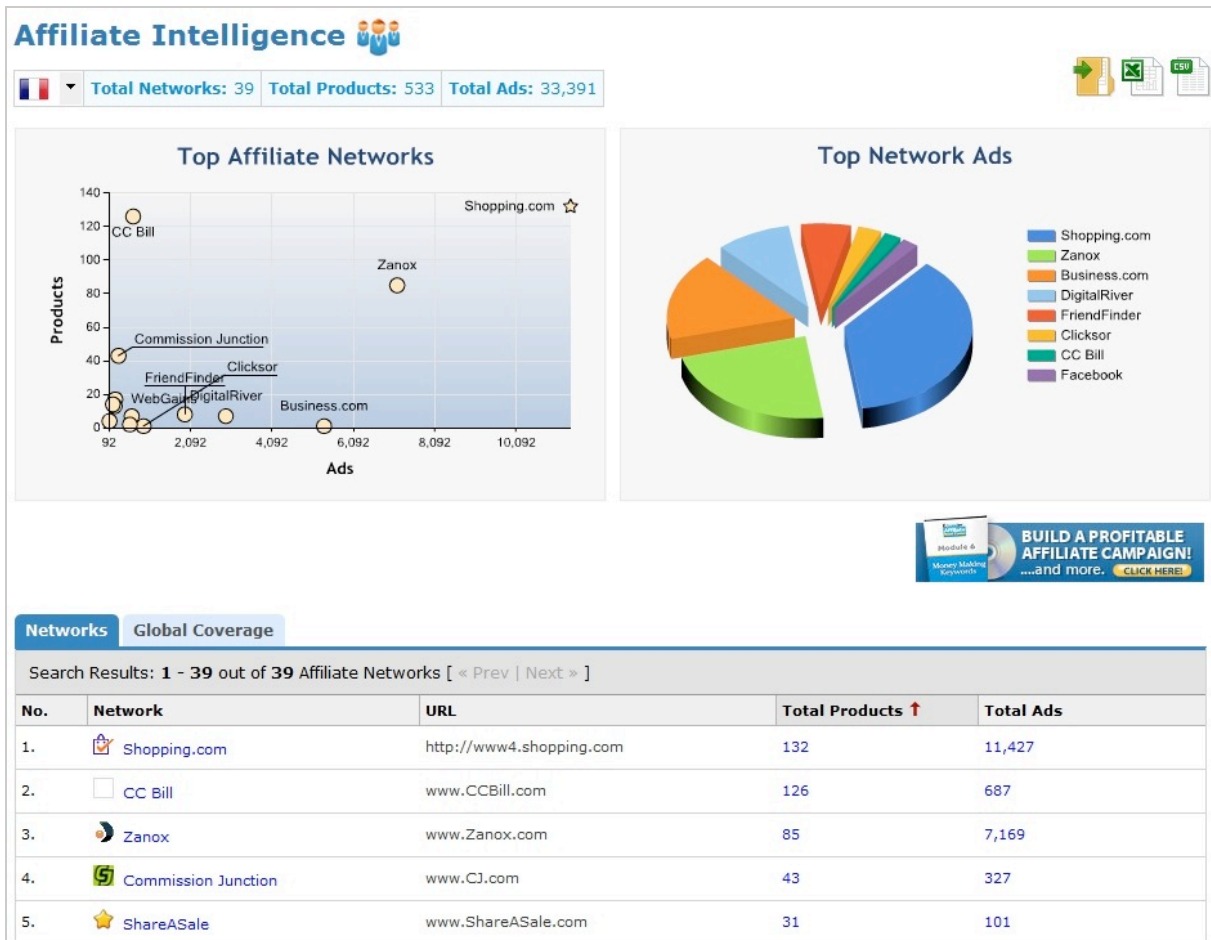 Affiliate Intelligence
Total Networks: 39 Total Products: 533 Total Ads: 33,391
CSV
Top Affiliate Networks
Products
140
120
100
80
60
40
20
0
Shopping.com
CC Bill
Zanox
Commission Junction
Clicksor
FriendFinder
WebGains
DigitalRiver
Business.com
92 2,092 4,092 6,092 8,092 10,092
Ads
Top Network Ads
Shopping.com
Zanox
Business.com
DigitalRiver
FriendFinder
Clicksor
CC Bill
Facebook
Module 6
Money Making
Keywords
BUILD A PROFITABLE
AFFILIATE CAMPAIGN!
....and more. CLICK HERE!
Networks Global Coverage
Search Results: 1 - 39 out of 39 Affiliate Networks [ « Prev | Next » ]
No. Network URL Total Products ↑ Total Ads
1. Shopping.com http://www4.shopping.com 132 11,427
2. CC Bill www.CCBill.com 126 687
3. Zanox www.Zanox.com 85 7,169
4. Commission Junction www.CJ.com 43 327
5. ShareASale www.ShareASale.com 31 101